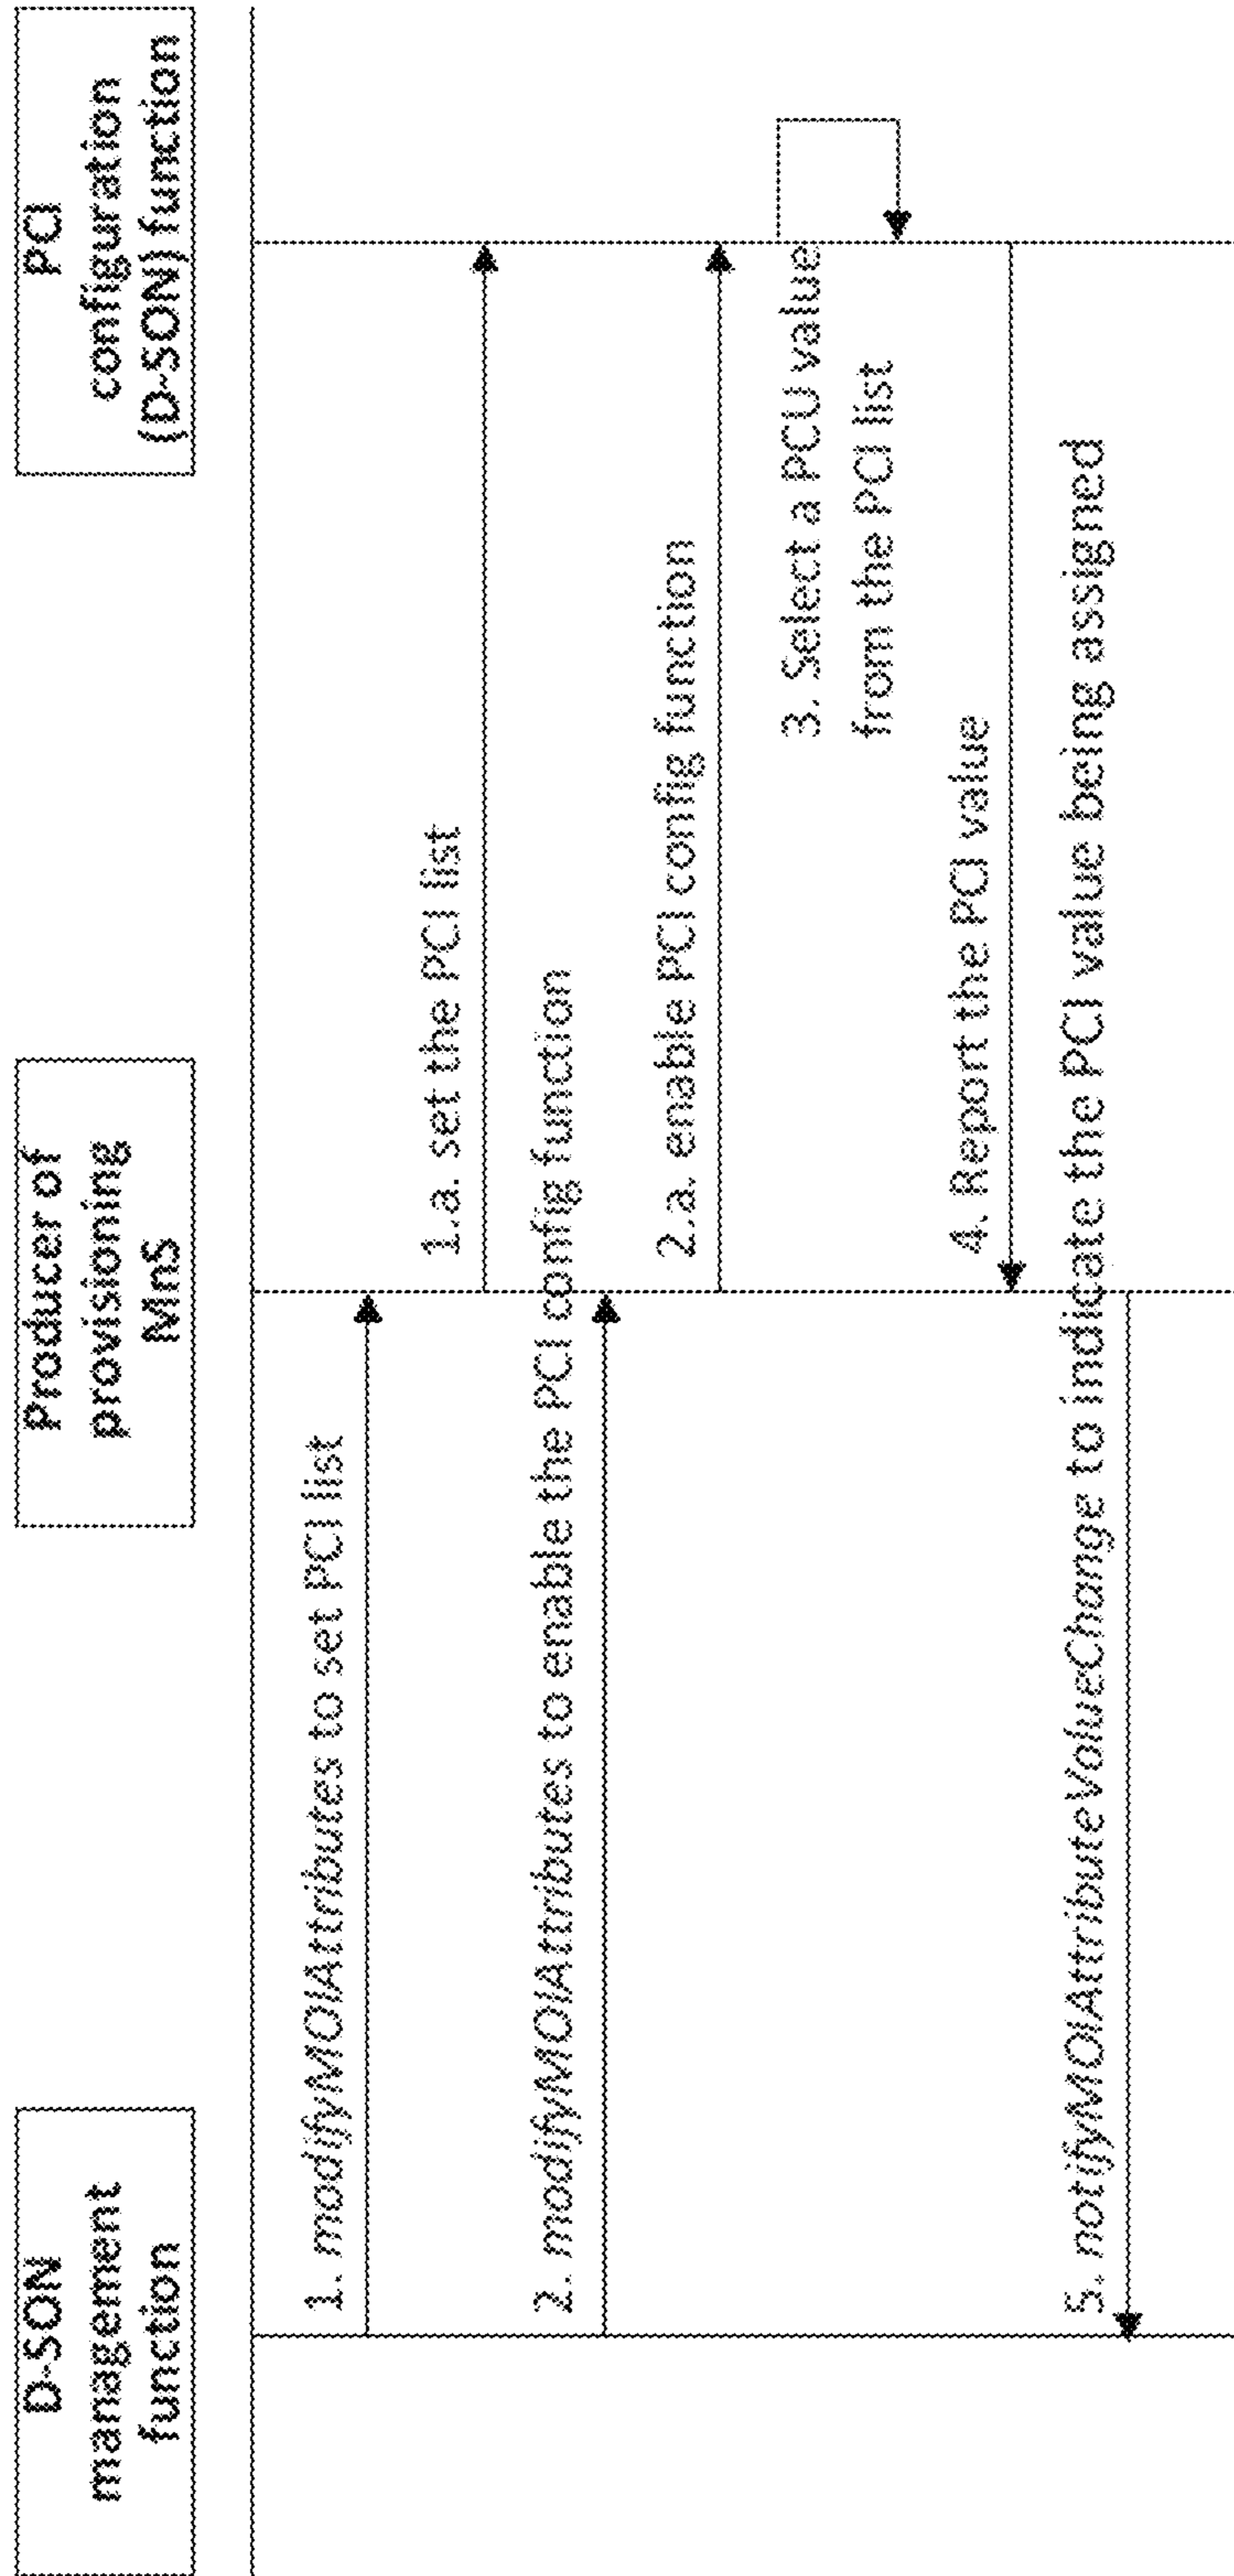 D-SON
management
function
Producer of
provisioning
MnS
PCI
configuration
(D-SON) function
1. modifyMOIAttributes to set PCI list
1.a. set the PCI list
2. modifyMOIAttributes to enable the PCI config function
2.a. enable PCI config function
3. Select a PCU value
from the PCI list
4. Report the PCI value
5. notifyMOIAttributeValueChange to indicate the PCI value being assigned